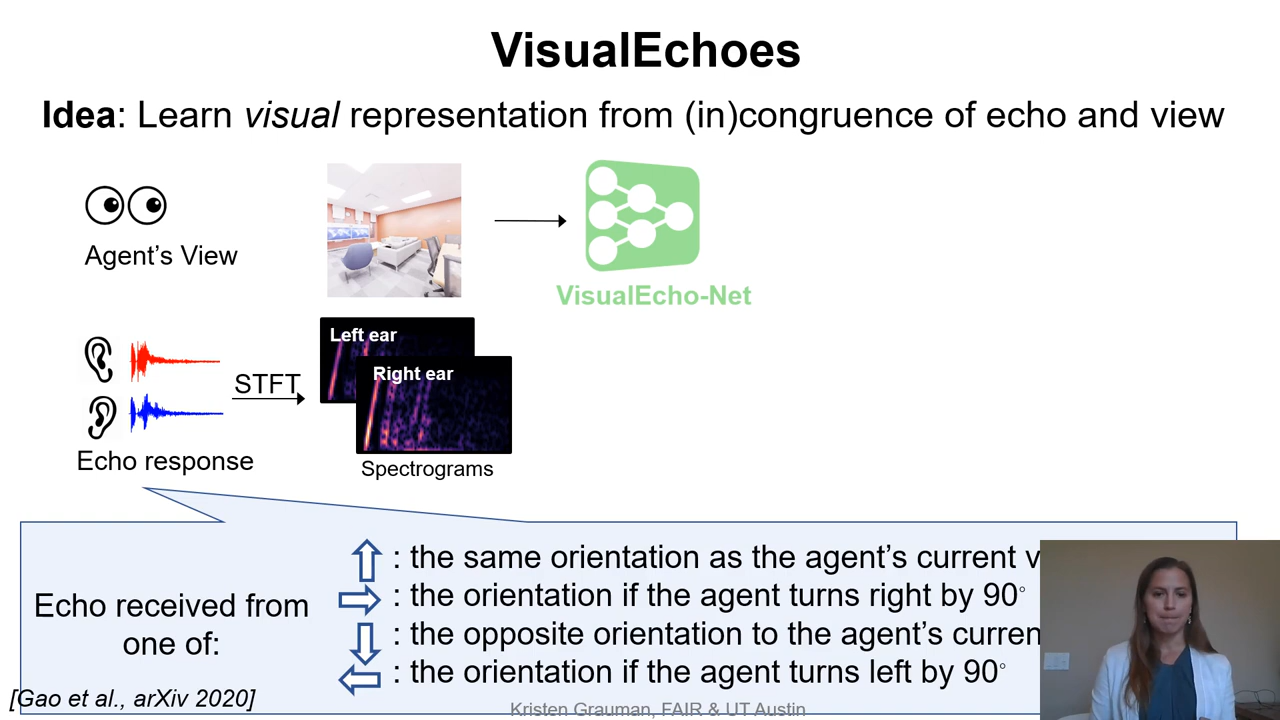 VisualEchoes
Idea: Learn visual representation from (in)congruence of echo and view
Agent's View
VisualEcho-Net
Left ear
Right ear
STFT
Echo response
Spectrograms
Echo received from
one of:
: the same orientation as the agent's current
: the orientation if the agent turns right by 90°
: the opposite orientation to the agent's
: the orientation if the agent turns left by 90°
[Gao et al., arXiv 2020]
Kristen Grauman, FAIR & UT Austin